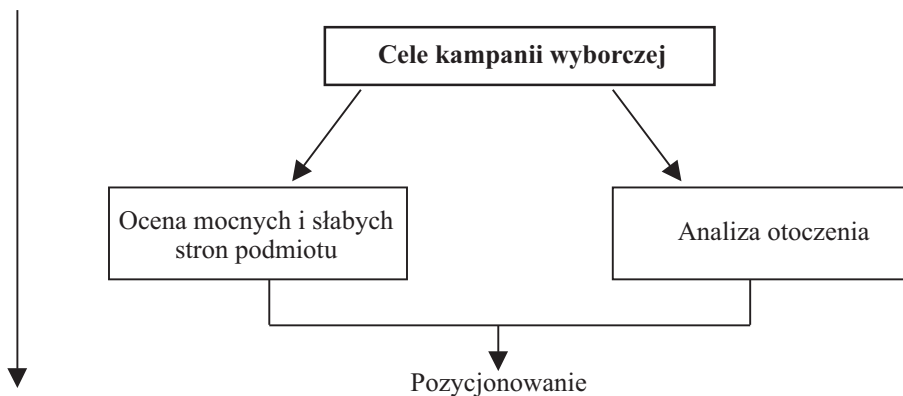 Cele kampanii wyborczej
Ocena mocnych i słabych
stron podmiotu
Analiza otoczenia
Pozycjonowanie